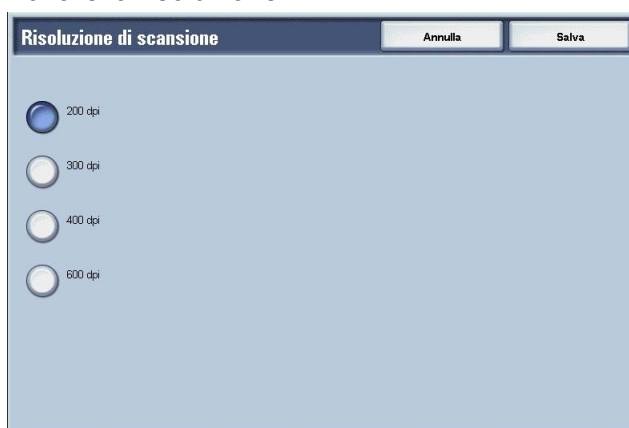 Risoluzione di scansione
Annulla
Salva
200 dpi
300 dpi
400 dpi
600 dpi